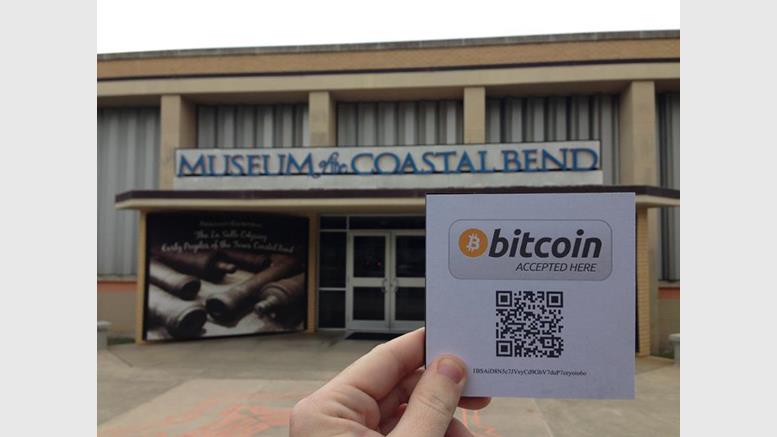 MUSEUM of the COASTAL BEND
The La Salle Odyssey
Early Peoples of the Texas Coastal Bend
bitcoin
ACCEPTED HERE